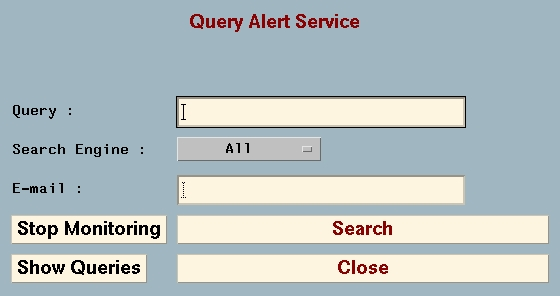 Query Alert Service
Query :
Search Engine : All
E-mail :
Stop Monitoring Search
Show Queries Close